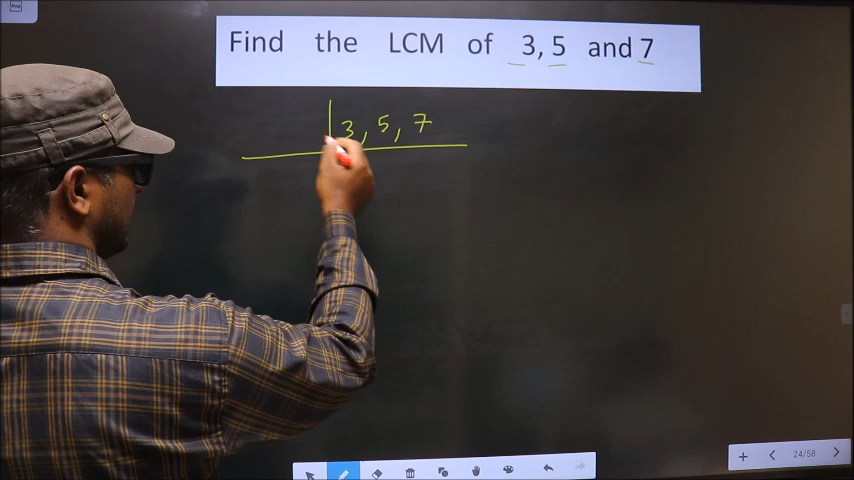 Find the LCM of 3, 5 and 7
3, 5, 7
24/58